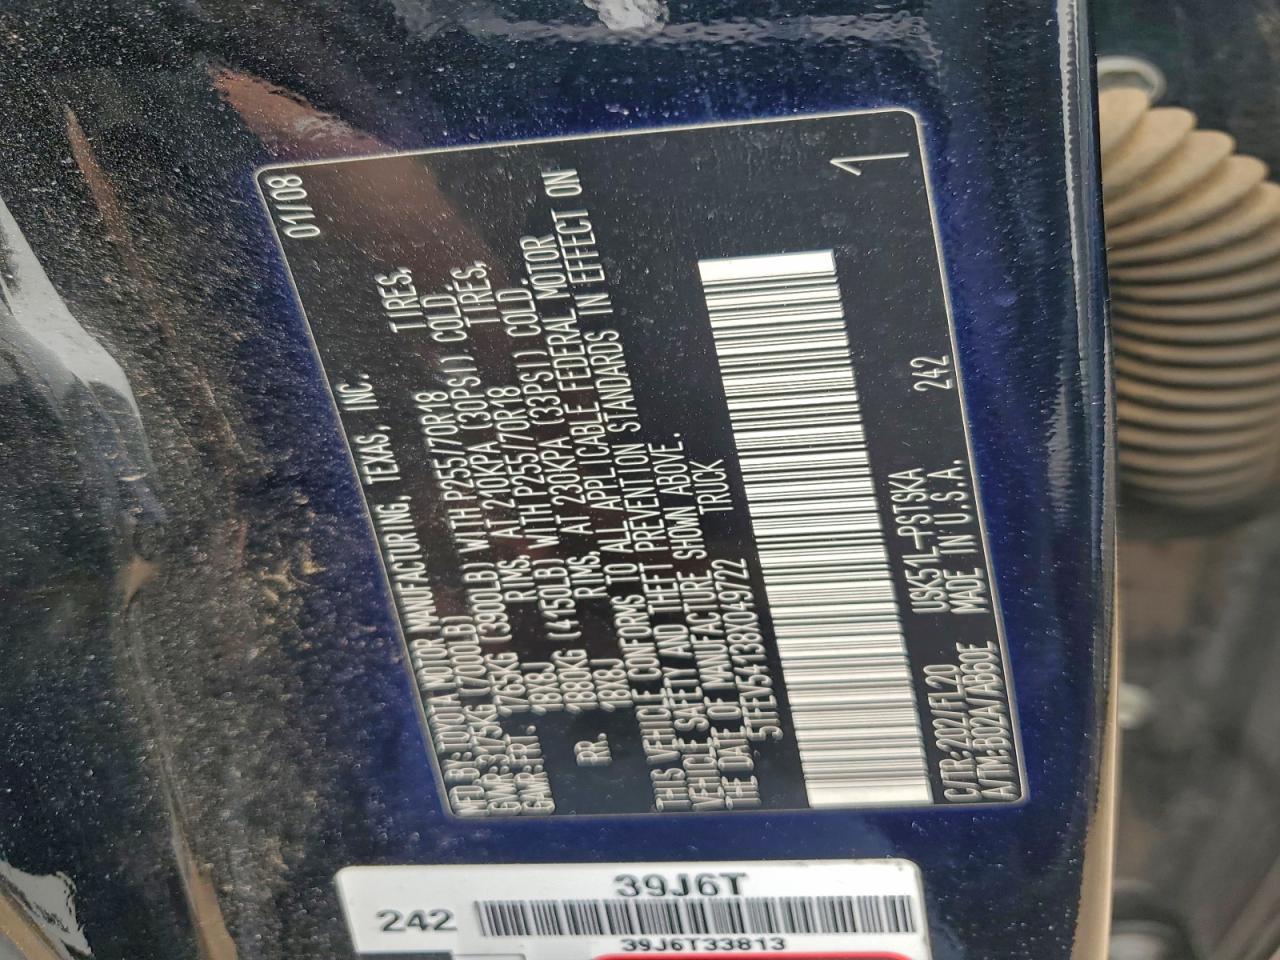 MFD.BY:TOYOTA MOTOR MANUFACTURING, TEXAS, INC. 01/08
GVWR:3175KG (7000LB)
GAWR:FRT. 1765KG (3900LB) WITH P255/70R18 TIRES,
18X8J RIMS, AT 210KPA (30PSI) COLD.
GAWR: RR. 1880KG (4150LB) WITH P255/70R18 TIRES,
18X8J RIMS, AT 230KPA (33PSI) COLD.
THIS VEHICLE CONFORMS TO ALL APPLICABLE FEDERAL MOTOR
VEHICLE SAFETY AND THEFT PREVENTION STANDARDS IN EFFECT ON
THE DATE OF MANUFACTURE SHOWN ABOVE.
5TFEV54138X049722 TRUCK
C/TR:202/FL20 USK51L-PSTSKA 242
A/TM:B02A/AB60E MADE IN U.S.A.
1
39J6T
242
39J6T33813